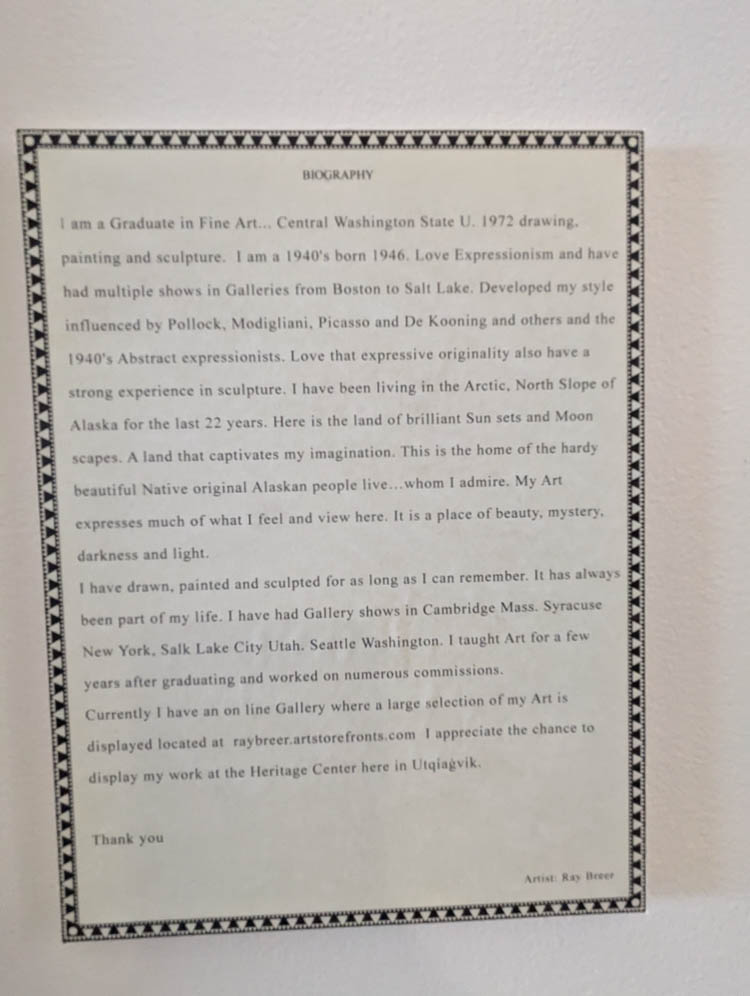 BIOGRAPHY
I am a Graduate in Fine Art... Central Washington State U. 1972 drawing,
painting and sculpture. I am a 1940's born 1946. Love Expressionism and have
had multiple shows in Galleries from Boston to Salt Lake. Developed my style
influenced by Pollock, Modigliani, Picasso and De Kooning and others and the
1940's Abstract expressionists. Love that expressive originality also have a
strong experience in sculpture. I have been living in the Arctic, North Slope of
Alaska for the last 22 years. Here is the land of brilliant Sun sets and Moon
scapes. A land that captivates my imagination. This is the home of the hardy
beautiful Native original Alaskan people live...whom I admire. My Art
expresses much of what I feel and view here. It is a place of beauty, mystery,
darkness and light.
I have drawn, painted and sculpted for as long as I can remember. It has always
been part of my life. I have had Gallery shows in Cambridge Mass. Syracuse
New York, Salk Lake City Utah. Seattle Washington. I taught Art for a few
years after graduating and worked on numerous commissions.
Currently I have an on line Gallery where a large selection of my Art is
displayed located at raybreer.artstorefronts.com I appreciate the chance to
display my work at the Heritage Center here in Utqiaġvik.
Thank you
Artist: Ray Breer